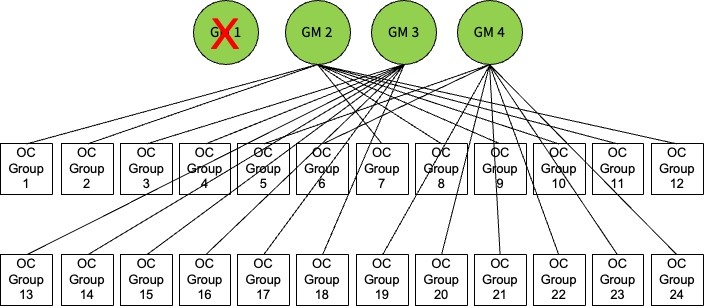 GM 1
GM 2
GM 3
GM 4
OC
Group
1
OC
Group
2
OC
Group
3
OC
Group
4
OC
Group
5
OC
Group
6
OC
Group
7
OC
Group
8
OC
Group
9
OC
Group
10
OC
Group
11
OC
Group
12
OC
Group
13
OC
Group
14
OC
Group
15
OC
Group
16
OC
Group
17
OC
Group
18
OC
Group
19
OC
Group
20
OC
Group
21
OC
Group
22
OC
Group
23
OC
Group
24